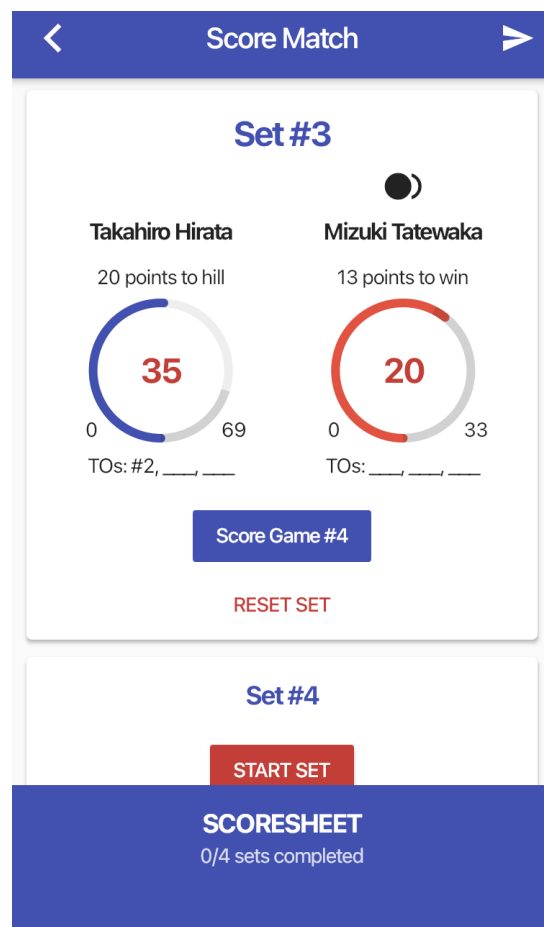 Score Match
Set #3
Takahiro Hirata Mizuki Tatewaka
20 points to hill 13 points to win
35 20
0 69 0 33
TOs: #2, ___, ___ TOs: ___, ___, ___
Score Game #4
RESET SET
Set #4
START SET
SCORESHEET
0/4 sets completed